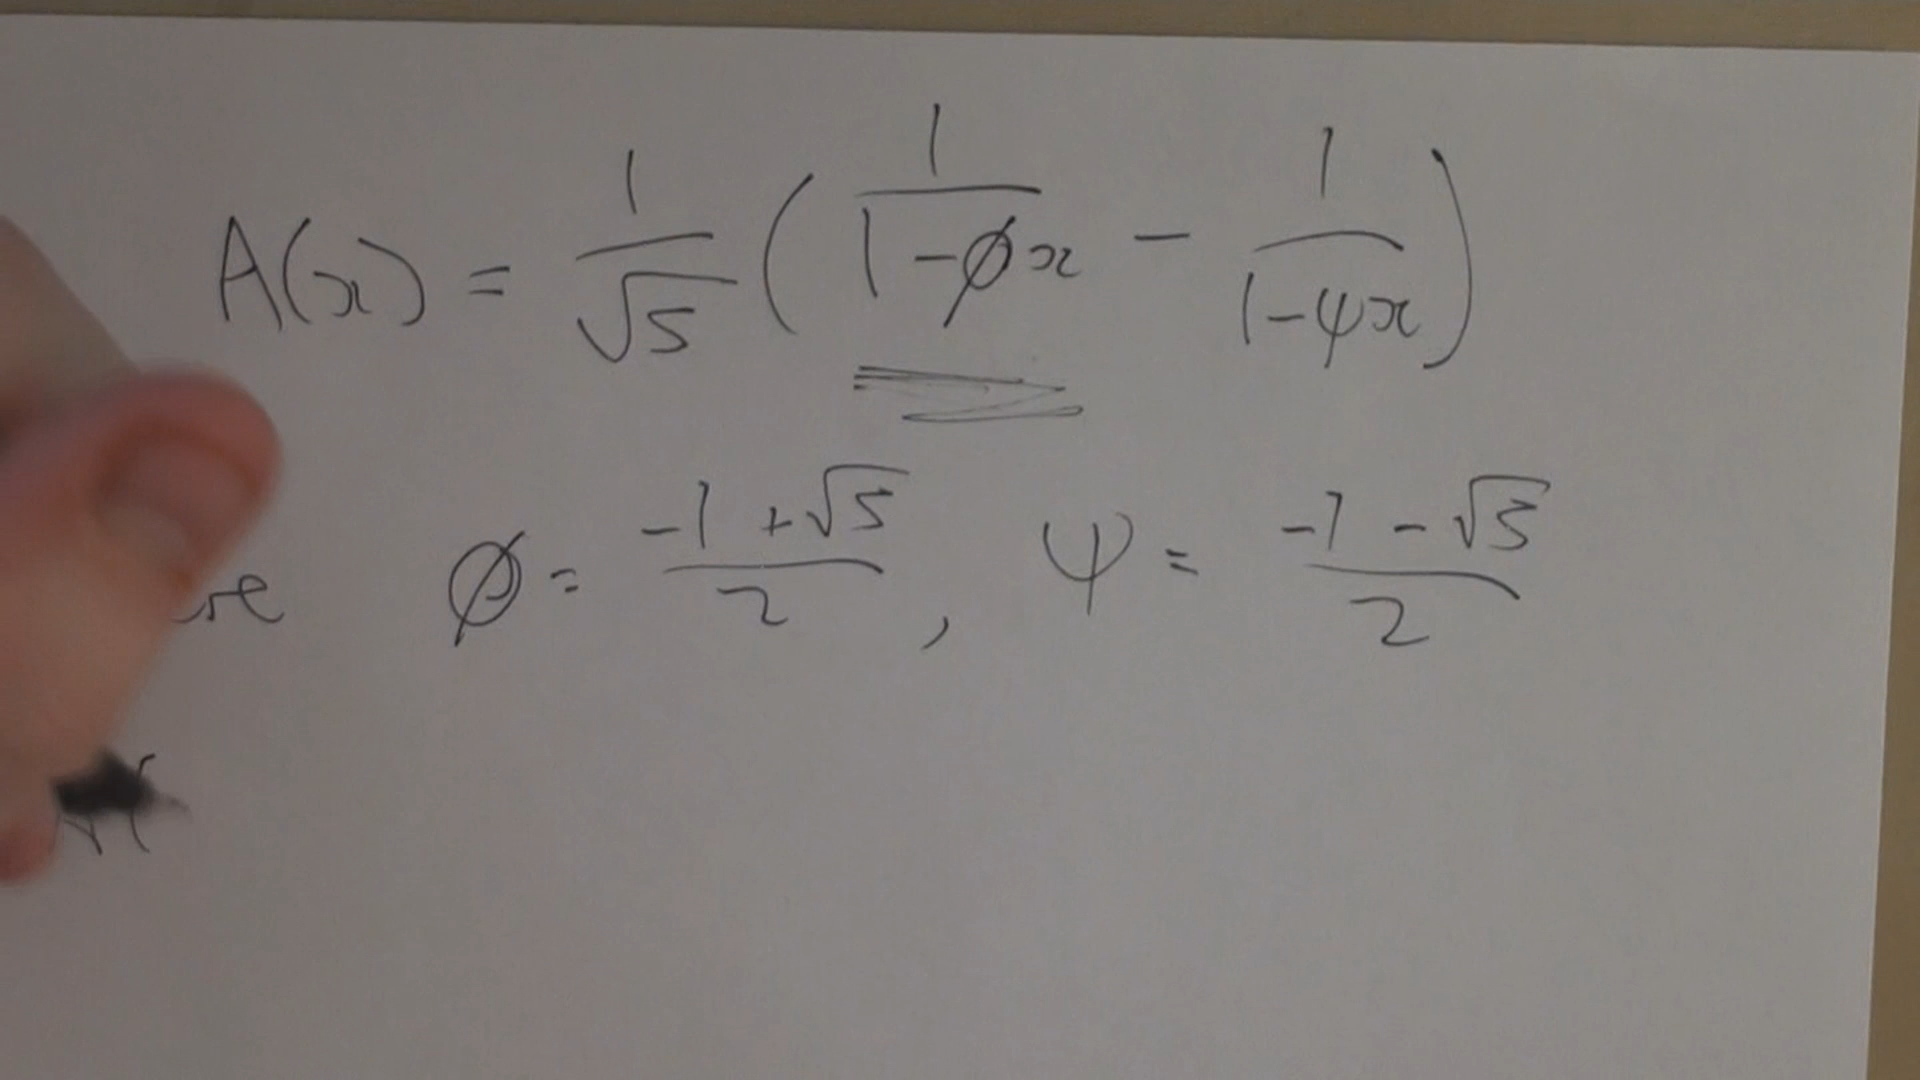 A(x) = 1/√5 ( 1/(1-φx) - 1/(1-ψx) )
φ = (-1 + √5)/2 , ψ = (-1 - √5)/2